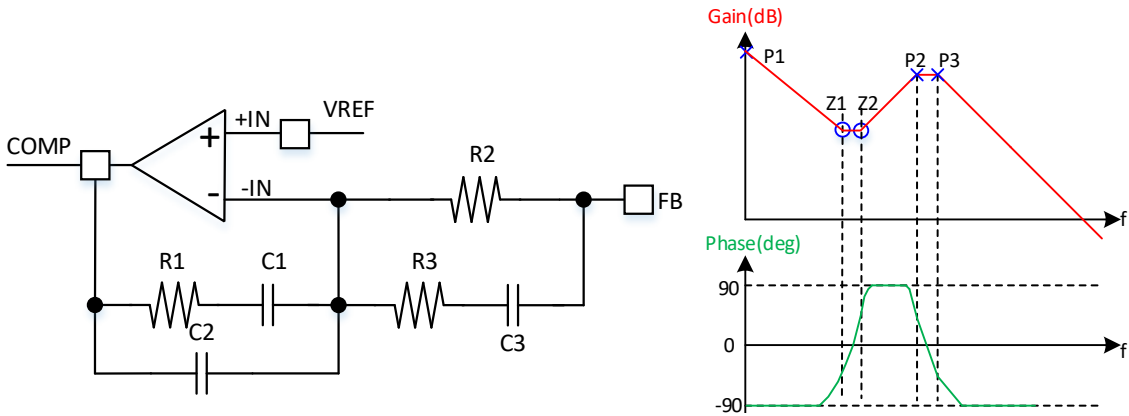 Gain(dB)
P1
P2
P3
Z1
Z2
f
VREF
+IN
COMP
+
-
-IN
R2
FB
R1
C1
R3
C2
C3
Phase(deg)
90
0
f
-90